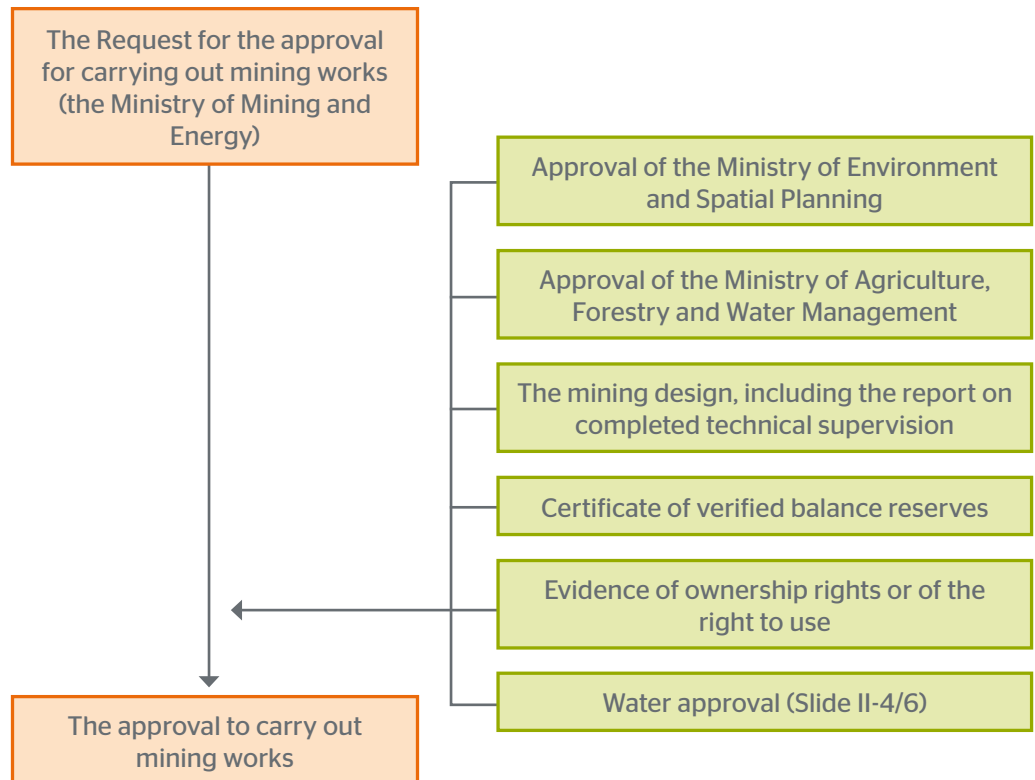 The Request for the approval
for carrying out mining works
(the Ministry of Mining and
Energy)
Approval of the Ministry of Environment
and Spatial Planning
Approval of the Ministry of Agriculture,
Forestry and Water Management
The mining design, including the report on
completed technical supervision
Certificate of verified balance reserves
Evidence of ownership rights or of the
right to use
Water approval (Slide II-4/6)
The approval to carry out
mining works